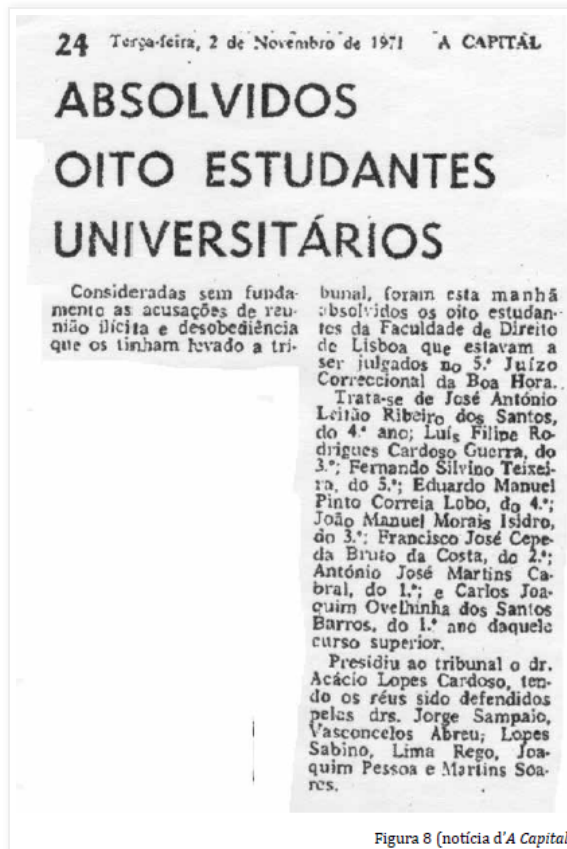 24 Terça-feira, 2 de Novembro de 1971 A CAPITAL
ABSOLVIDOS
OITO ESTUDANTES
UNIVERSITÁRIOS
Consideradas sem funda-
mento as acusações de reu-
nião ilícita e desobediência
que os tinham levado a tri-
bunal, foram esta manhã
absolvidos os oito estudan-
tes da Faculdade de Direito
de Lisboa que estavam a
ser julgados no 5.º Juízo
Correccional da Boa Hora.
Trata-se de José António
Leitão Ribeiro dos Santos,
do 4.º ano; Luís Filipe Ro-
drigues Cardoso Guerra, do
3.º; Fernando Silvino Teixei-
ra, do 5.º; Eduardo Manuel
Pinto Correia Lobo, do 4.º;
João Manuel Morais Isidro,
do 3.º; Francisco José Cepe-
da Bruto da Costa, do 2.º;
António José Martins Ca-
bral, do 1.º; e Carlos Joa-
quim Ovelhinha dos Santos
Barros, do 1.º ano daquele
curso superior.
Presidiu ao tribunal o dr.
Acácio Lopes Cardoso, ten-
do os réus sido defendidos
pelos drs. Jorge Sampaio,
Vasconcelos Abreu; Lopes
Sabino, Lima Rego, Joa-
quim Pessoa e Martins Soa-
res.
Figura 8 (notícia d'A Capital